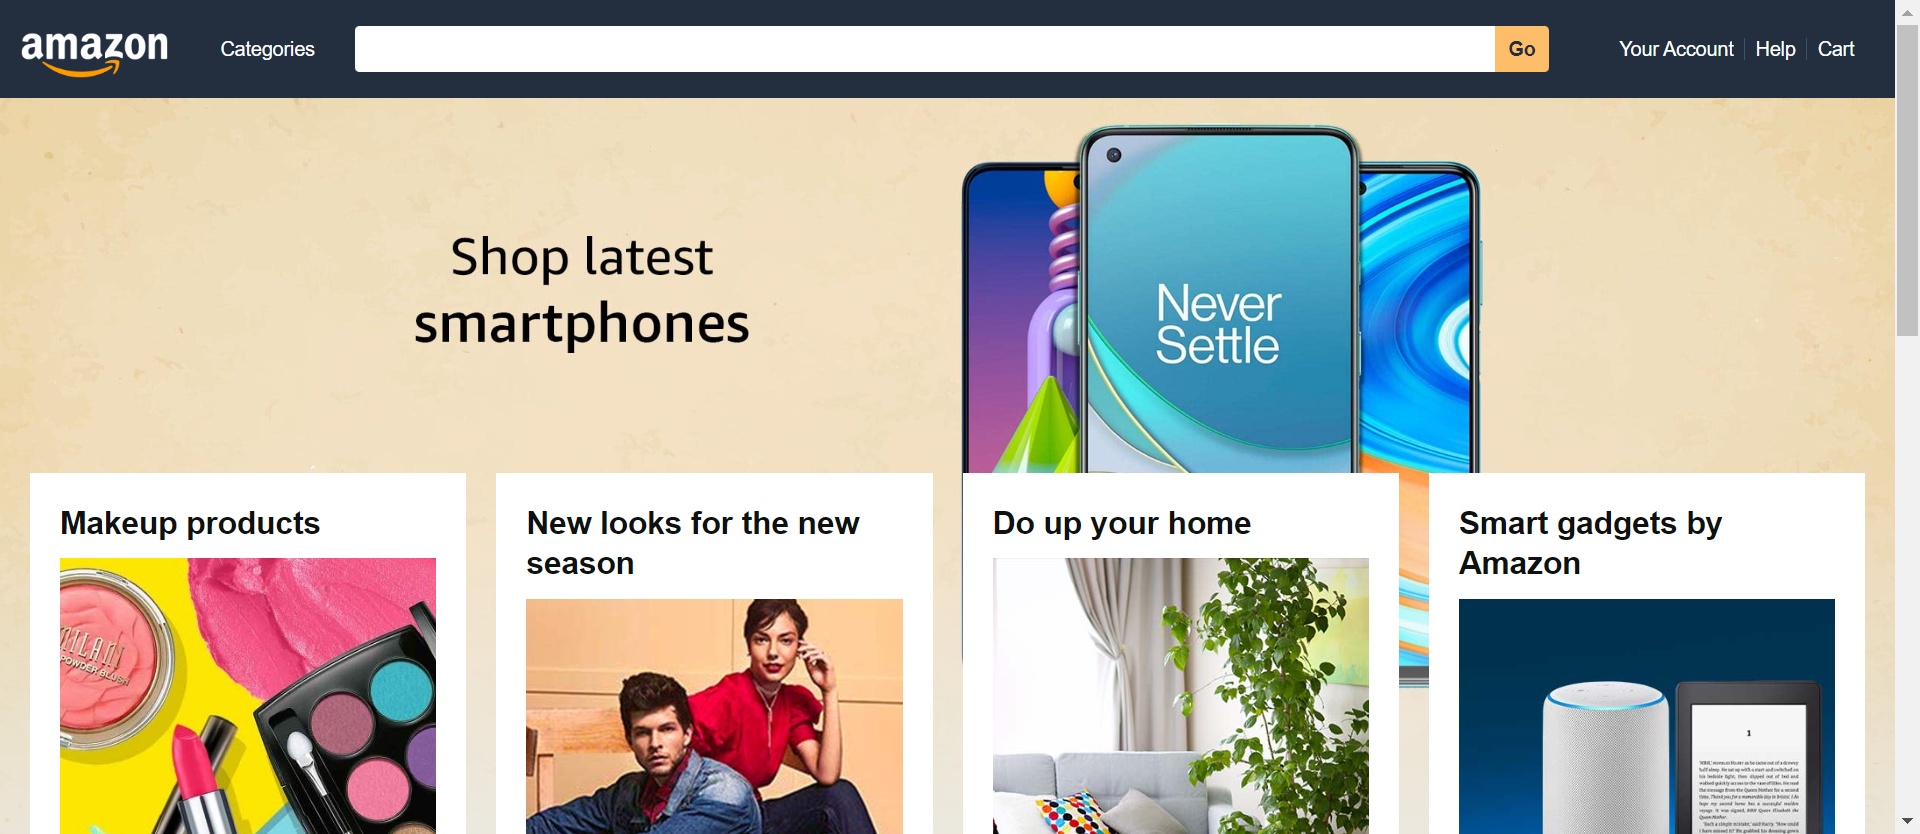 amazon
Categories
Go
Your Account
Help
Cart
Shop latest
smartphones
Never
Settle
Makeup products
New looks for the new
season
Do up your home
Smart gadgets by
Amazon
MILANI
POWDER BLUSH
1